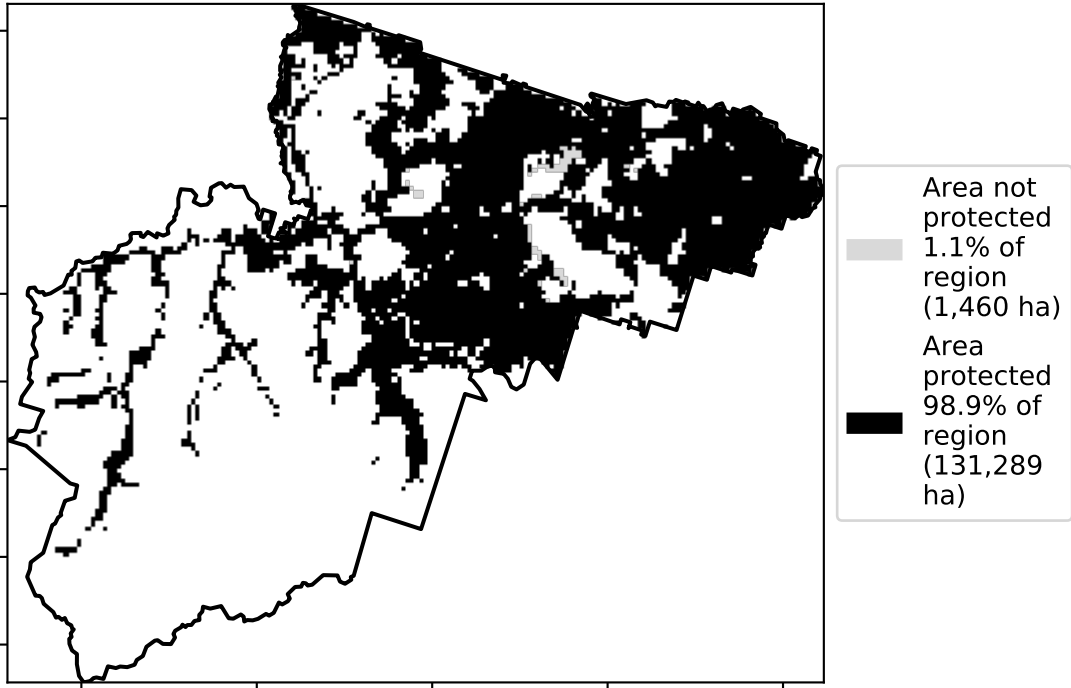 Area not
protected
1.1% of
region
(1,460 ha)
Area
protected
98.9% of
region
(131,289
ha)